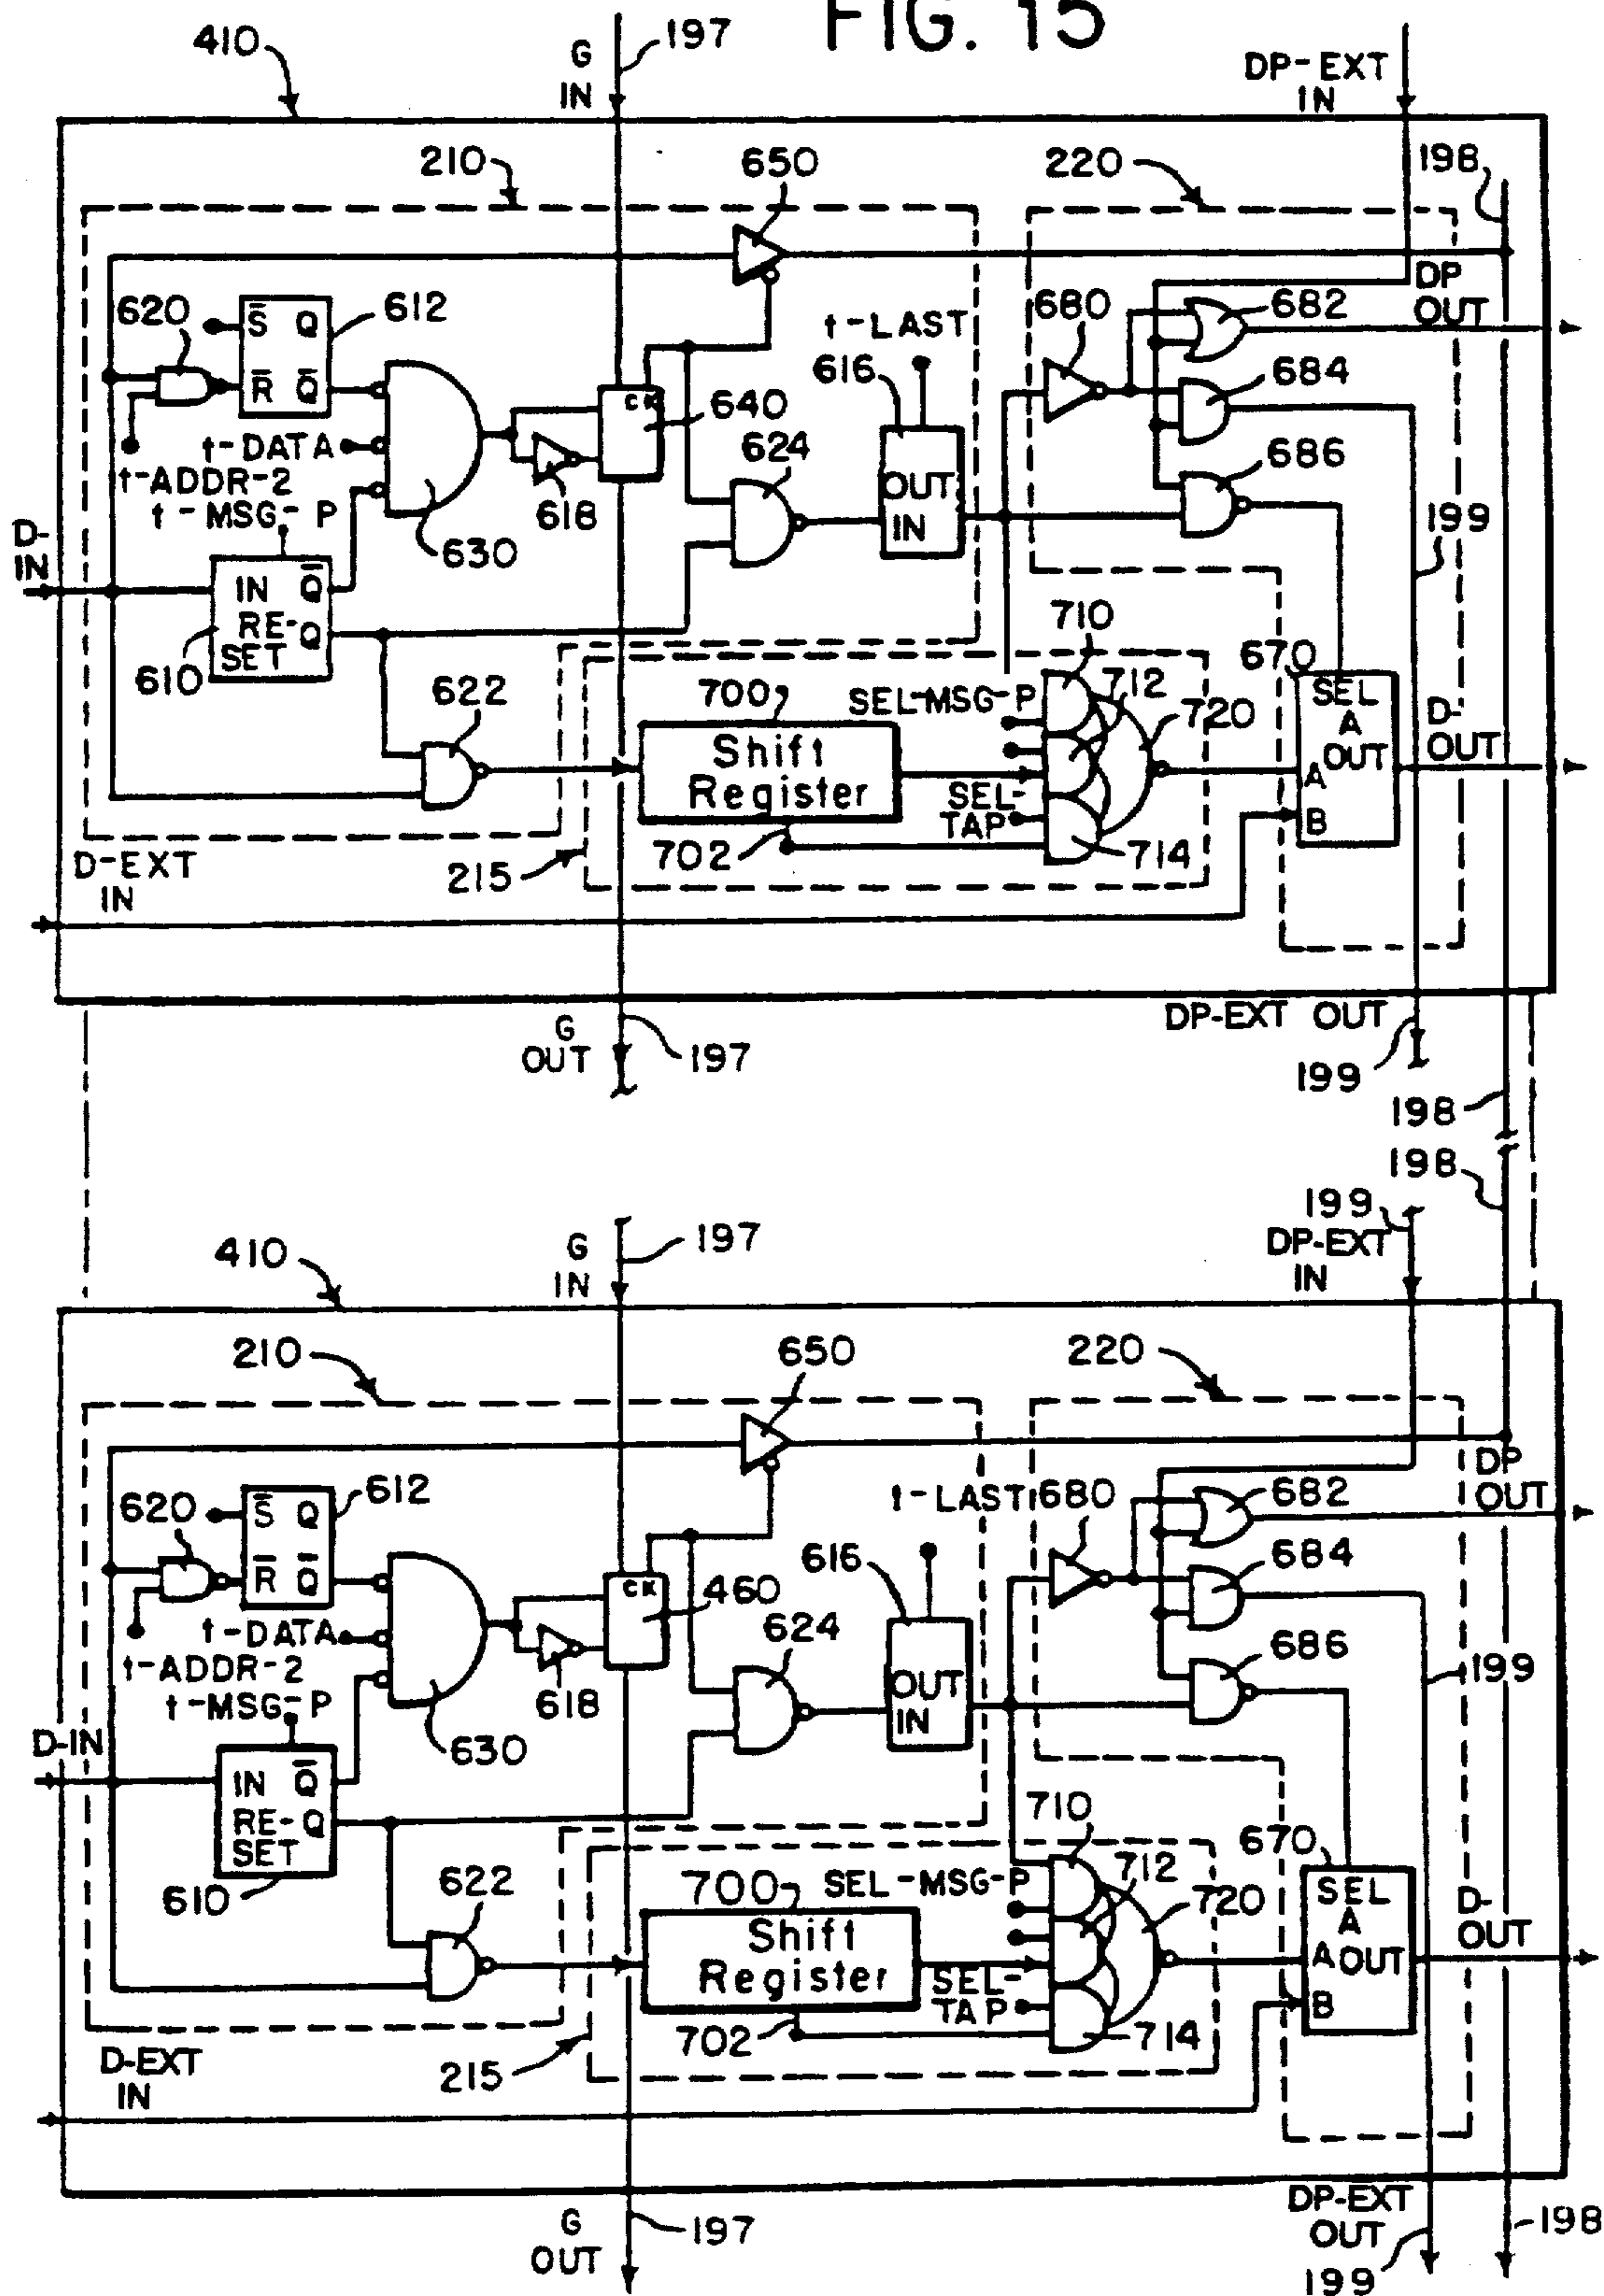 FIG. 15
410
G
IN
197
DP-EXT
IN
210
650
220
198
620
S Q
612
t-LAST
680
682
DP
OUT
R Q
616
684
t-DATA
CK
640
624
t-ADDR-2
618
OUT
IN
686
t-MSG-P
630
199
D-
IN
IN Q
RE- Q
SET
610
710
670
622
700
SEL-MSG-P
712
720
SEL
A
OUT
D-
OUT
Shift
Register
SEL-
TAP
A
B
702
714
D-EXT
IN
215
G
OUT
197
DP-EXT OUT
199
198
198
199
410
G
IN
197
DP-EXT
IN
210
650
220
620
S Q
612
t-LAST
680
682
DP
OUT
R Q
616
684
t-DATA
CK
460
624
t-ADDR-2
618
OUT
IN
686
t-MSG-P
630
199
D-IN
IN Q
RE- Q
SET
610
710
670
622
700
SEL-MSG-P
712
720
SEL
A
A OUT
D-
OUT
Shift
Register
SEL-
TAP
B
702
714
D-EXT
IN
215
G
OUT
197
DP-EXT
OUT
199
198